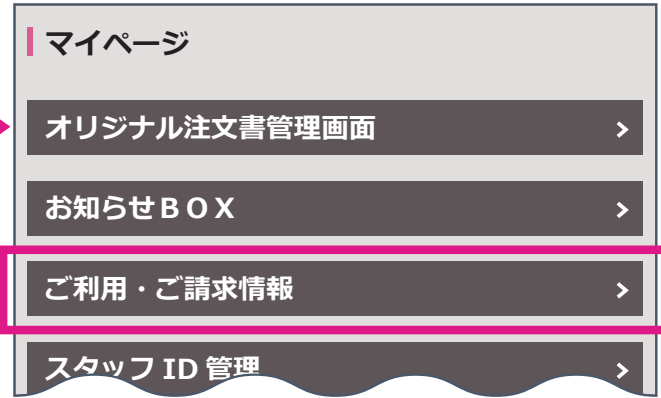 マイページ
オリジナル注文書管理画面
お知らせＢＯＸ
ご利用・ご請求情報
スタッフ ID 管理